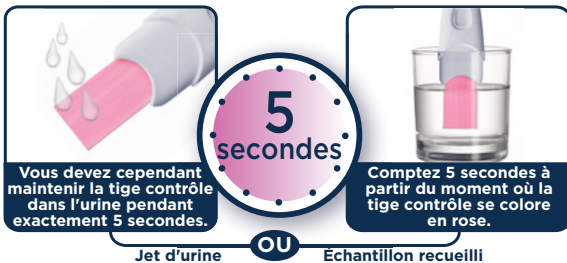 5
secondes
Vous devez cependant
maintenir la tige contrôle
dans l'urine pendant
exactement 5 secondes.
Comptez 5 secondes à
partir du moment où la
tige contrôle se colore
en rose.
Jet d'urine
OU
Échantillon recueilli